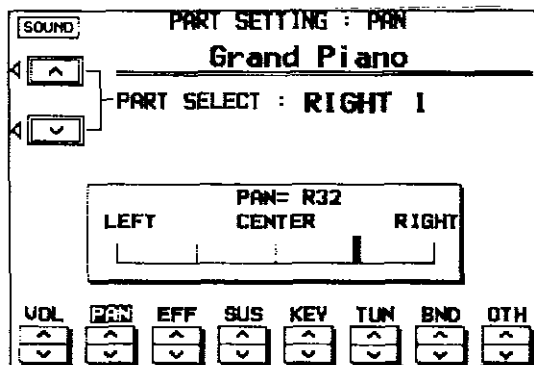 SOUND
PART SETTING : PAN
Grand Piano
PART SELECT : RIGHT 1
PAN= R32
LEFT CENTER RIGHT
VOL PAN EFF SUS KEY TUN BND OTH